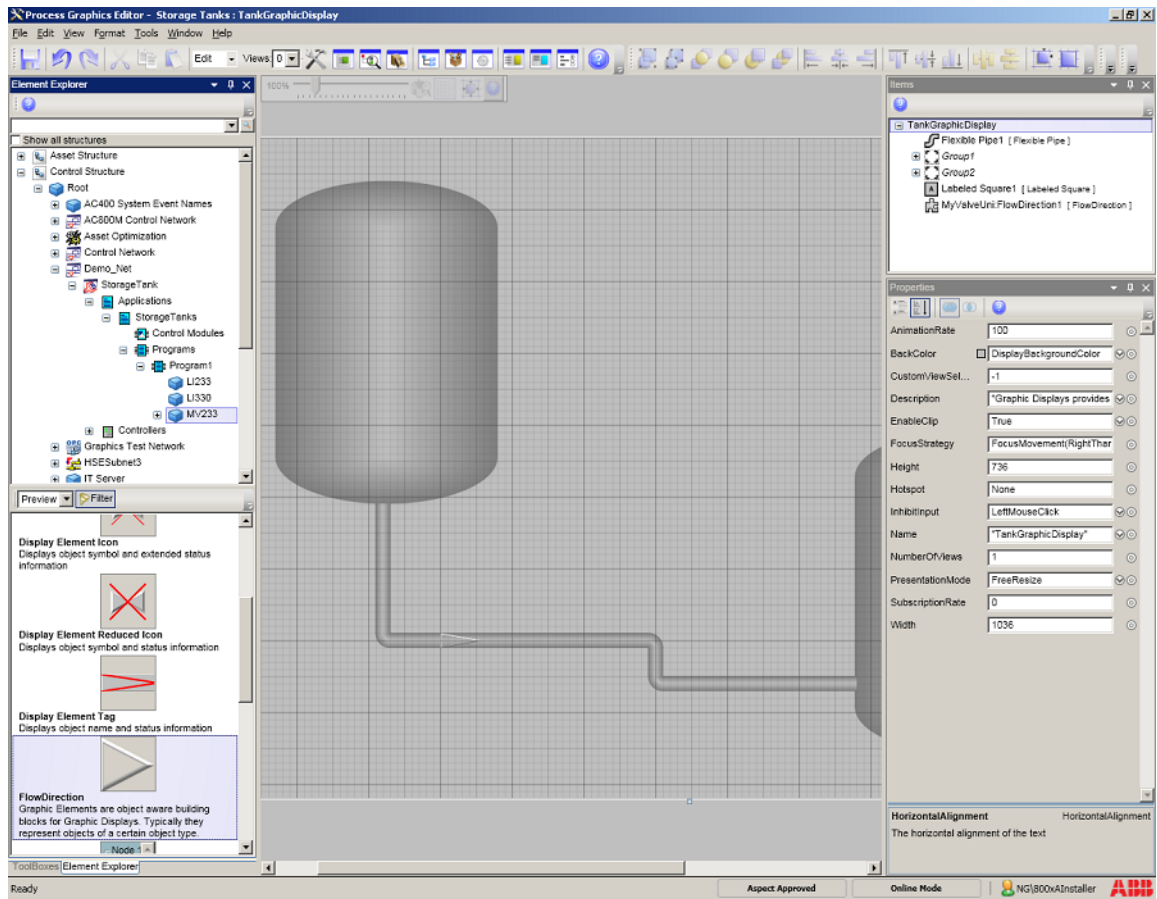 Process Graphics Editor - Storage Tanks : TankGraphicDisplay
File Edit View Format Tools Window Help
Edit Views: 0
Element Explorer
Show all structures
Asset Structure
Control Structure
Root
AC400 System Event Names
AC800M Control Network
Asset Optimization
Control Network
Demo_Net
StorageTank
Applications
StorageTanks
Control Modules
Programs
Program1
LI233
LI330
MV233
Controllers
Graphics Test Network
HSESubnet3
IT Server
Preview Filter
Display Element Icon
Displays object symbol and extended status
information
Display Element Reduced Icon
Displays object symbol and status information
Display Element Tag
Displays object name and status information
FlowDirection
Graphic Elements are object aware building
blocks for Graphic Displays. Typically they
represent objects of a certain object type.
Node
ToolBoxes Element Explorer
100%
Items
TankGraphicDisplay
Flexible Pipe1 [ Flexible Pipe ]
Group1
Group2
A Labeled Square1 [ Labeled Square ]
MyValveUni:FlowDirection1 [ FlowDirection ]
Properties
AnimationRate 100
BackColor DisplayBackgroundColor
CustomViewSel... -1
Description "Graphic Displays provides
EnableClip True
FocusStrategy FocusMovement(RightThar
Height 736
Hotspot None
InhibitInput LeftMouseClick
Name "TankGraphicDisplay"
NumberOfViews 1
PresentationMode FreeResize
SubscriptionRate 0
Width 1036
HorizontalAlignment HorizontalAlignment
The horizontal alignment of the text
Ready Aspect Approved Online Mode NG\800xAInstaller ABB